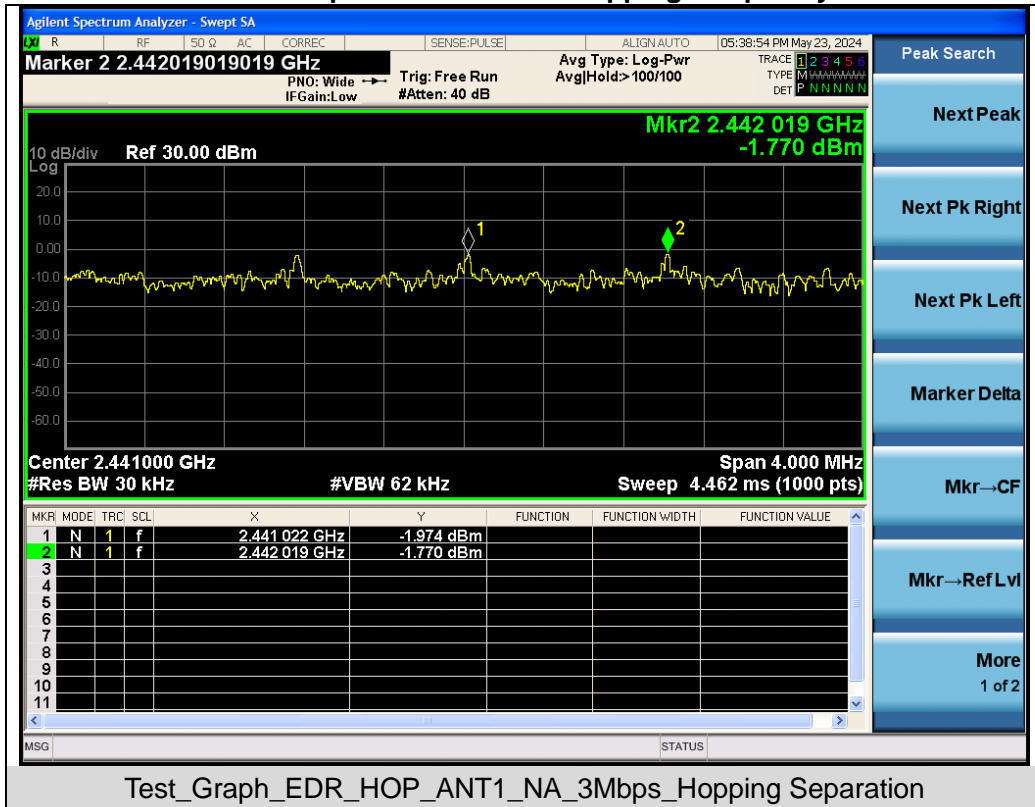 Agilent Spectrum Analyzer - Swept SA
LXI R RF 50 Ω AC CORREC SENSE:PULSE ALIGN AUTO 05:38:54 PM May 23, 2024
Marker 2 2.442019019019 GHz
PNO: Wide Trig: Free Run Avg Type: Log-Pwr TRACE 1 2 3 4 5 6
IFGain:Low #Atten: 40 dB Avg|Hold:> 100/100 TYPE M WWWWW
DET P N N N N N
Mkr2 2.442 019 GHz
-1.770 dBm
10 dB/div Ref 30.00 dBm
Log
20.0
10.0
0.00
-10.0
-20.0
-30.0
-40.0
-50.0
-60.0
1
2
Center 2.441000 GHz Span 4.000 MHz
#Res BW 30 kHz #VBW 62 kHz Sweep 4.462 ms (1000 pts)
MKR MODE TRC SCL X Y FUNCTION FUNCTION WIDTH FUNCTION VALUE
1 N 1 f 2.441 022 GHz -1.974 dBm
2 N 1 f 2.442 019 GHz -1.770 dBm
3
4
5
6
7
8
9
10
11
MSG STATUS
Peak Search
Next Peak
Next Pk Right
Next Pk Left
Marker Delta
Mkr→CF
Mkr→Ref Lvl
More
1 of 2
Test_Graph_EDR_HOP_ANT1_NA_3Mbps_Hopping Separation